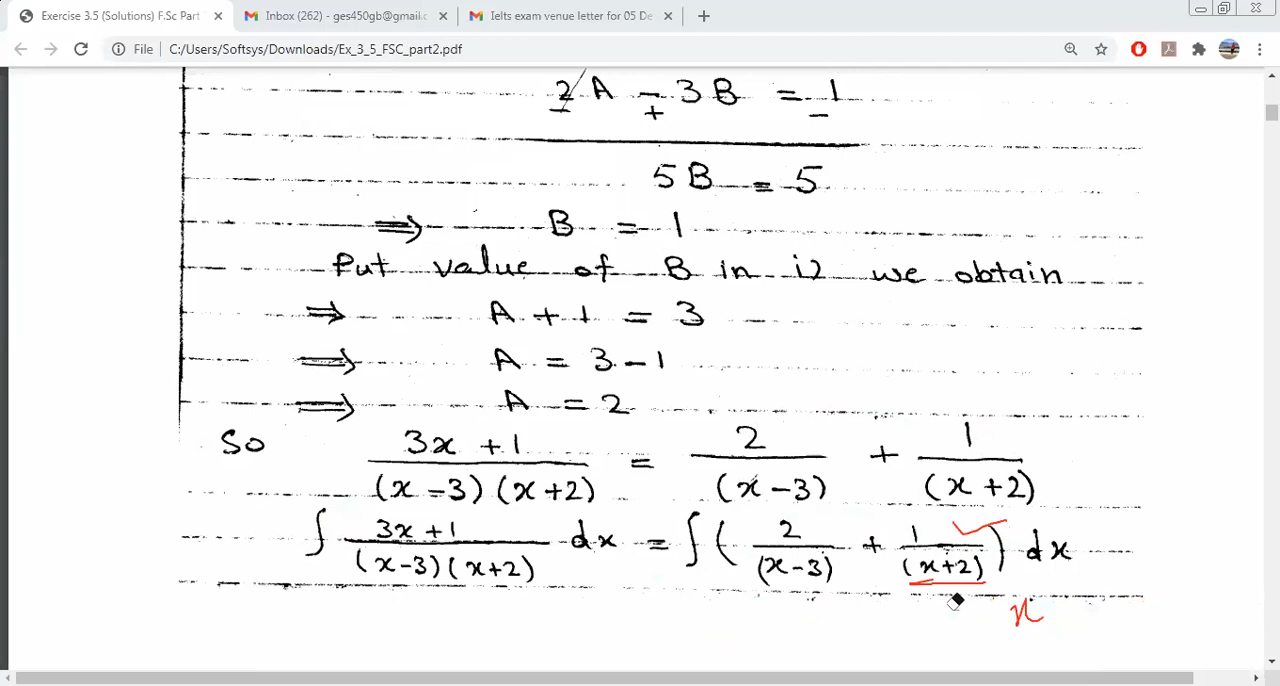 Exercise 3.5 (Solutions) F.Sc Part
Inbox (262) - ges450gb@gmail.c
Ielts exam venue letter for 05 De
File | C:/Users/Softsys/Downloads/Ex_3_5_FSC_part2.pdf
2A - 3B = 1
- + -
5B = 5
⇒ B = 1
Put value of B in i2 we obtain
⇒ A + 1 = 3
⇒ A = 3 - 1
⇒ A = 2
So 3x + 1 / (x - 3)(x + 2) = 2 / (x - 3) + 1 / (x + 2)
∫ 3x + 1 / (x - 3)(x + 2) dx = ∫ ( 2 / (x - 3) + 1 / (x + 2) ) dx
x